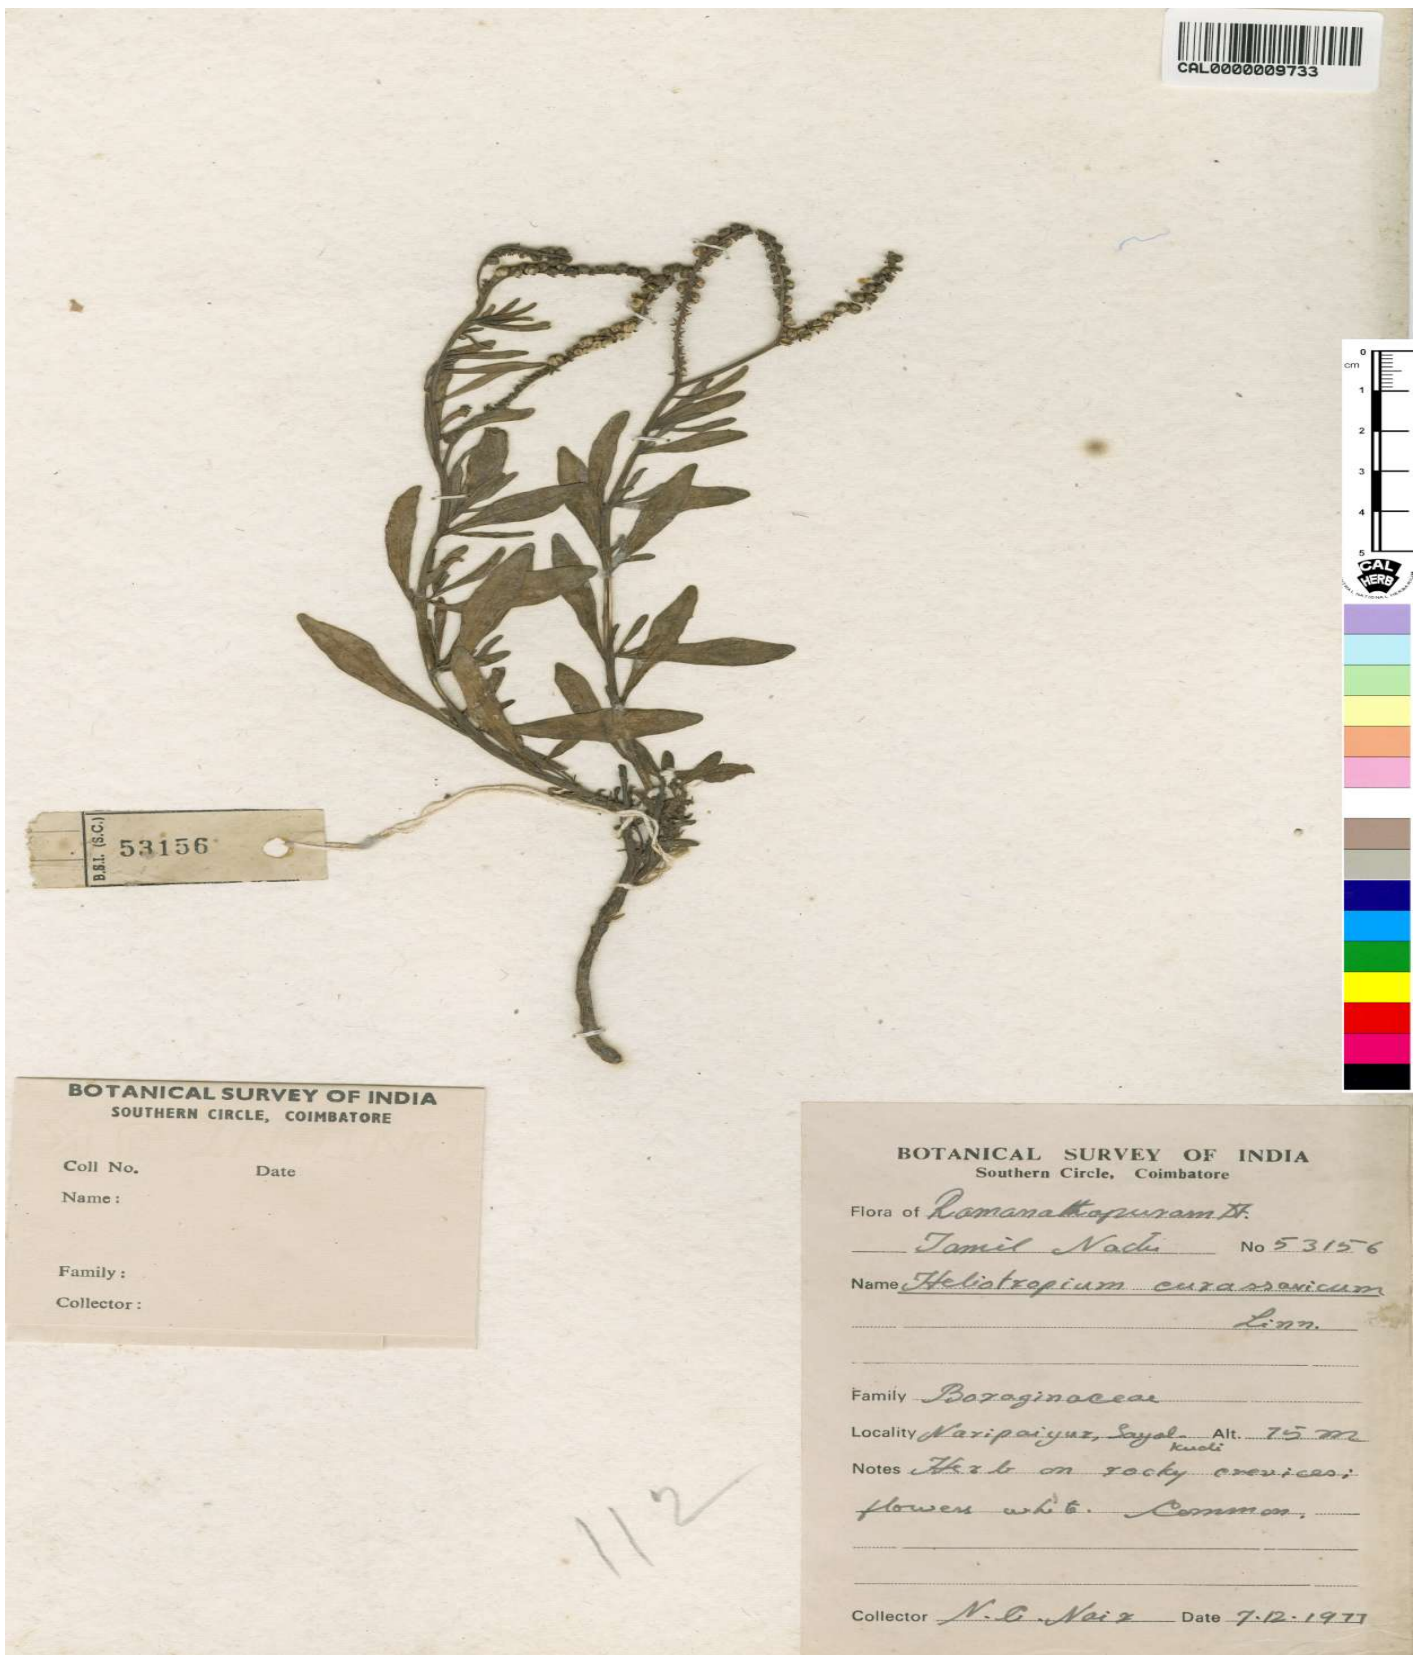 CAL0000009733
0
cm
1
2
3
4
5
CAL
HERB
B.S.I. (S.C.)
53156
BOTANICAL SURVEY OF INDIA
SOUTHERN CIRCLE, COIMBATORE
Coll No. Date
Name :
Family :
Collector :
112
BOTANICAL SURVEY OF INDIA
Southern Circle, Coimbatore
Flora of Ramanathapuram Dt.
Tamil Nadu No 53156
Name Heliotropium curassavicum
Linn.
Family Boraginaceae
Locality Naripaiyur, Sayal- Alt. 15 m
kudi
Notes Herb on rocky crevices;
flowers white. Common.
Collector N. C. Nair Date 7.12.1977